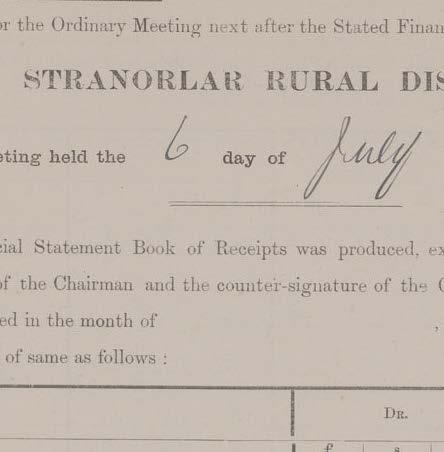 or the Ordinary Meeting next after the Stated Finan
STRANORLAR RURAL DIS
eting held the 6 day of July
cial Statement Book of Receipts was produced, ex
of the Chairman and the counter-signature of the C
ed in the month of ,
of same as follows :
DR.
£ s